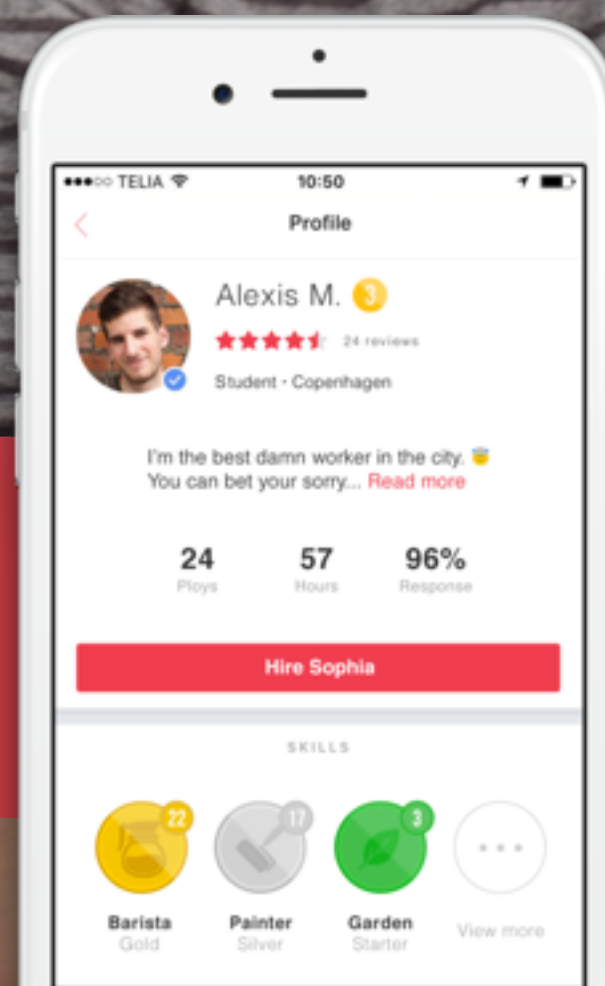 TELIA
10:50
Profile
Alexis M. 3
24 reviews
Student · Copenhagen
I'm the best damn worker in the city. 😇
You can bet your sorry... Read more
24 57 96%
Ploys Hours Response
Hire Sophia
SKILLS
22 17 3
Barista Painter Garden
Gold Silver Starter View more